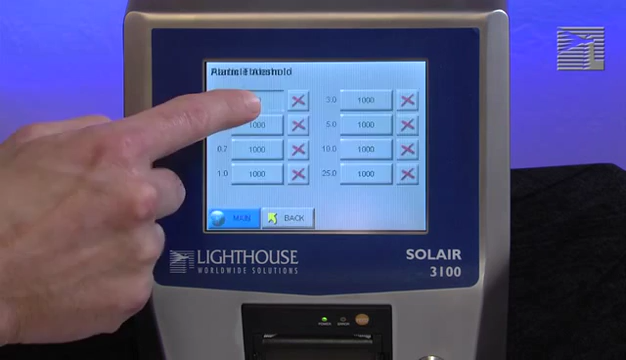 3.0 1000
1000 5.0 1000
0.7 1000 10.0 1000
1.0 1000 25.0 1000
MAIN BACK
LIGHTHOUSE
WORLDWIDE SOLUTIONS
SOLAIR
3100